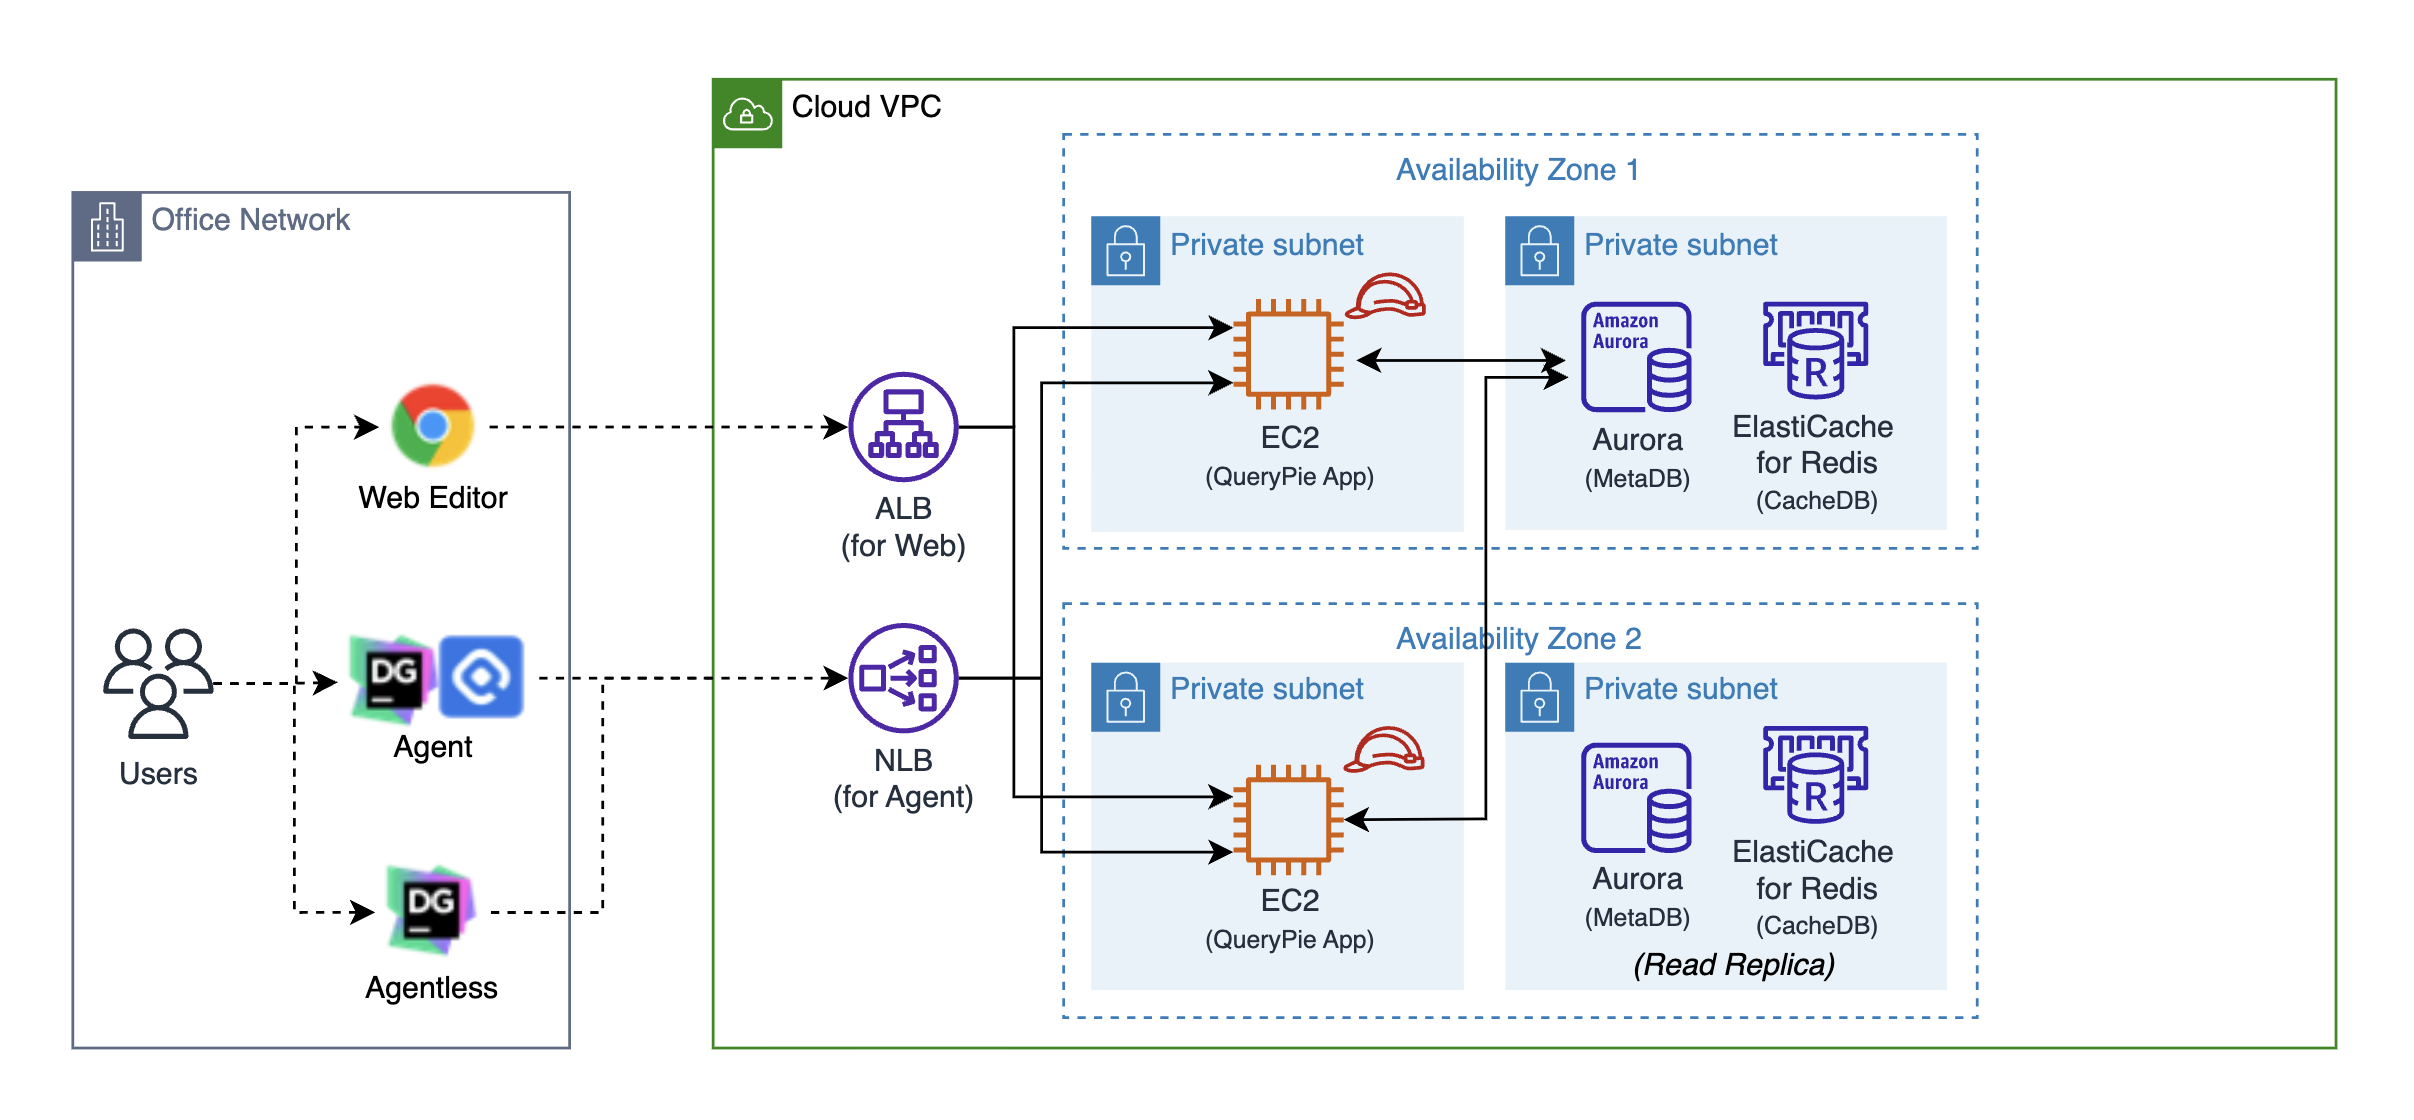 Cloud VPC
Office Network
Web Editor
DG
Agent
Users
DG
Agentless
ALB
(for Web)
NLB
(for Agent)
Availability Zone 1
Private subnet
EC2
(QueryPie App)
Private subnet
Amazon
Aurora
Aurora
(MetaDB)
R
ElastiCache
for Redis
(CacheDB)
Availability Zone 2
Private subnet
EC2
(QueryPie App)
Private subnet
Amazon
Aurora
Aurora
(MetaDB)
R
ElastiCache
for Redis
(CacheDB)
(Read Replica)